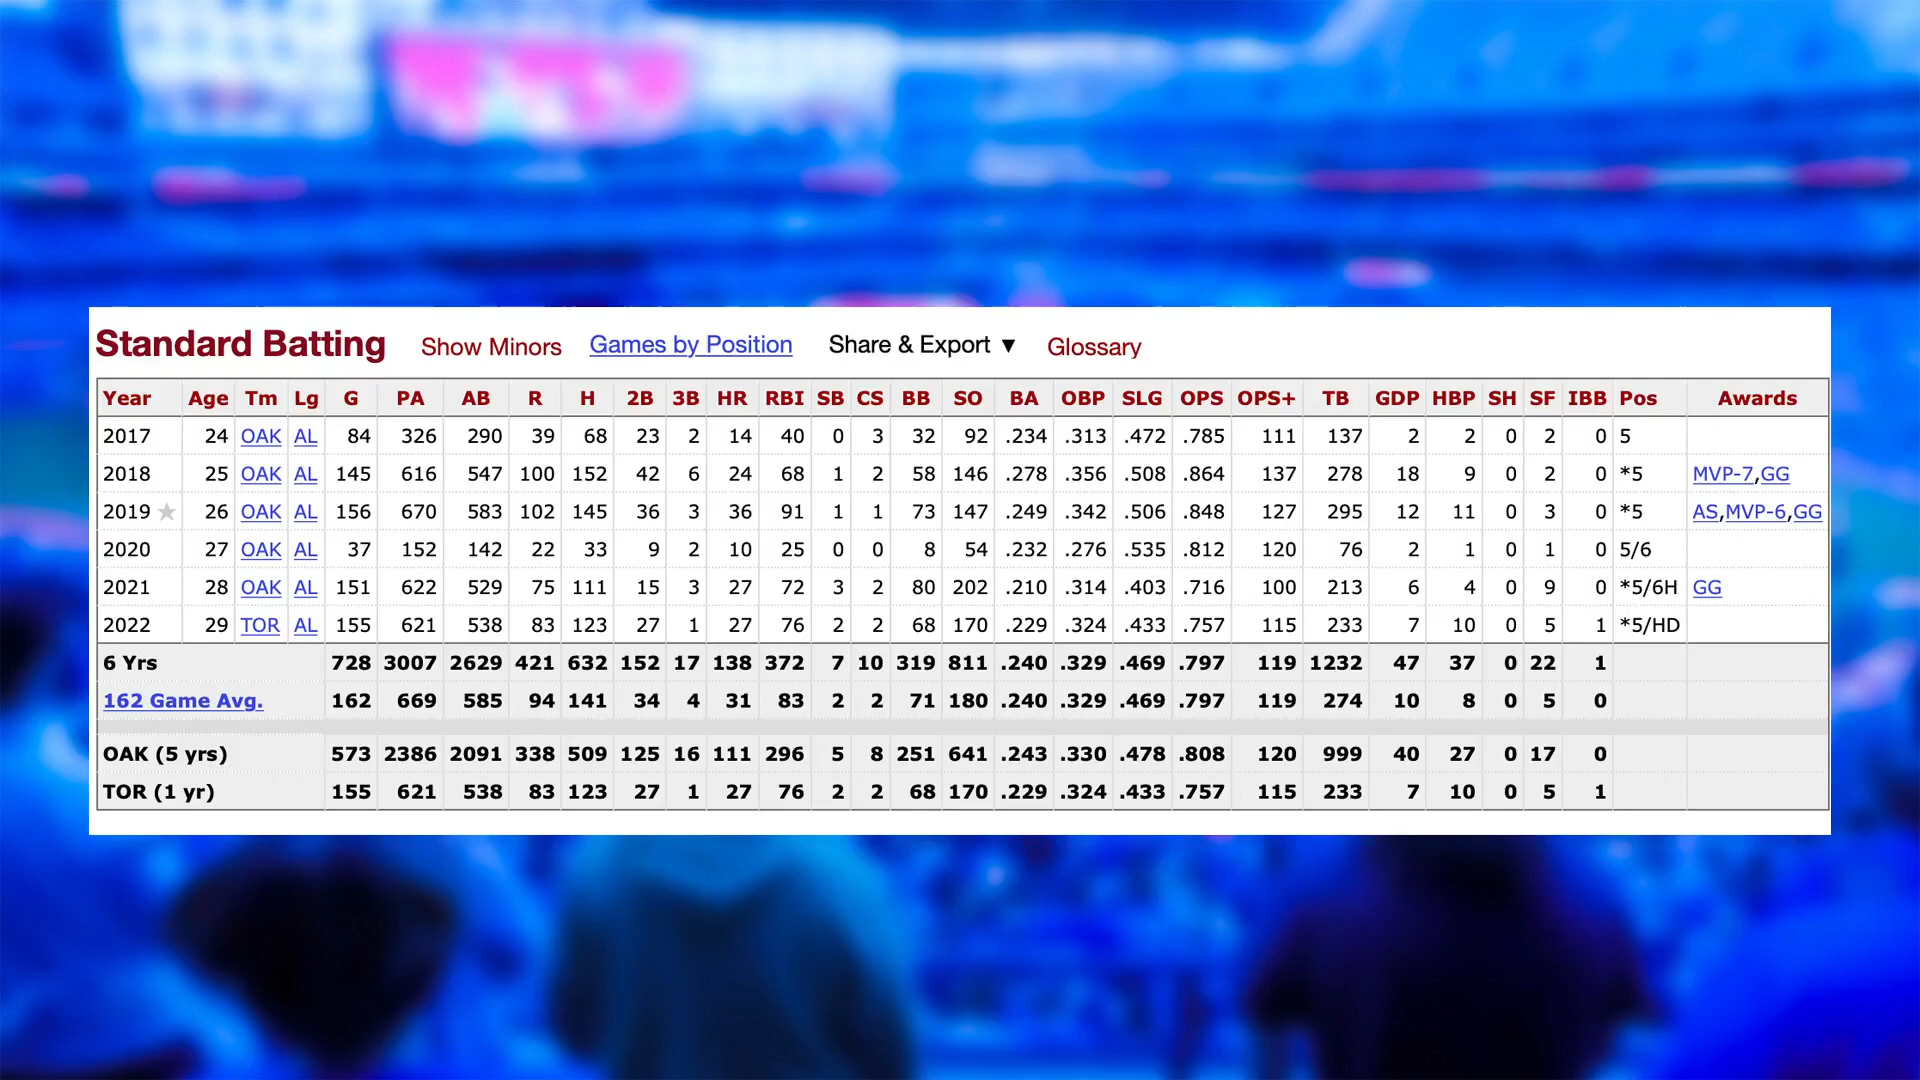 Standard Batting Show Minors Games by Position Share & Export ▼ Glossary
Year Age Tm Lg G PA AB R H 2B 3B HR RBI SB CS BB SO BA OBP SLG OPS OPS+ TB GDP HBP SH SF IBB Pos Awards
2017 24 OAK AL 84 326 290 39 68 23 2 14 40 0 3 32 92 .234 .313 .472 .785 111 137 2 2 0 2 0 5
2018 25 OAK AL 145 616 547 100 152 42 6 24 68 1 2 58 146 .278 .356 .508 .864 137 278 18 9 0 2 0 *5 MVP-7,GG
2019 ★ 26 OAK AL 156 670 583 102 145 36 3 36 91 1 1 73 147 .249 .342 .506 .848 127 295 12 11 0 3 0 *5 AS,MVP-6,GG
2020 27 OAK AL 37 152 142 22 33 9 2 10 25 0 0 8 54 .232 .276 .535 .812 120 76 2 1 0 1 0 5/6
2021 28 OAK AL 151 622 529 75 111 15 3 27 72 3 2 80 202 .210 .314 .403 .716 100 213 6 4 0 9 0 *5/6H GG
2022 29 TOR AL 155 621 538 83 123 27 1 27 76 2 2 68 170 .229 .324 .433 .757 115 233 7 10 0 5 1 *5/HD
6 Yrs 728 3007 2629 421 632 152 17 138 372 7 10 319 811 .240 .329 .469 .797 119 1232 47 37 0 22 1
162 Game Avg. 162 669 585 94 141 34 4 31 83 2 2 71 180 .240 .329 .469 .797 119 274 10 8 0 5 0
OAK (5 yrs) 573 2386 2091 338 509 125 16 111 296 5 8 251 641 .243 .330 .478 .808 120 999 40 27 0 17 0
TOR (1 yr) 155 621 538 83 123 27 1 27 76 2 2 68 170 .229 .324 .433 .757 115 233 7 10 0 5 1